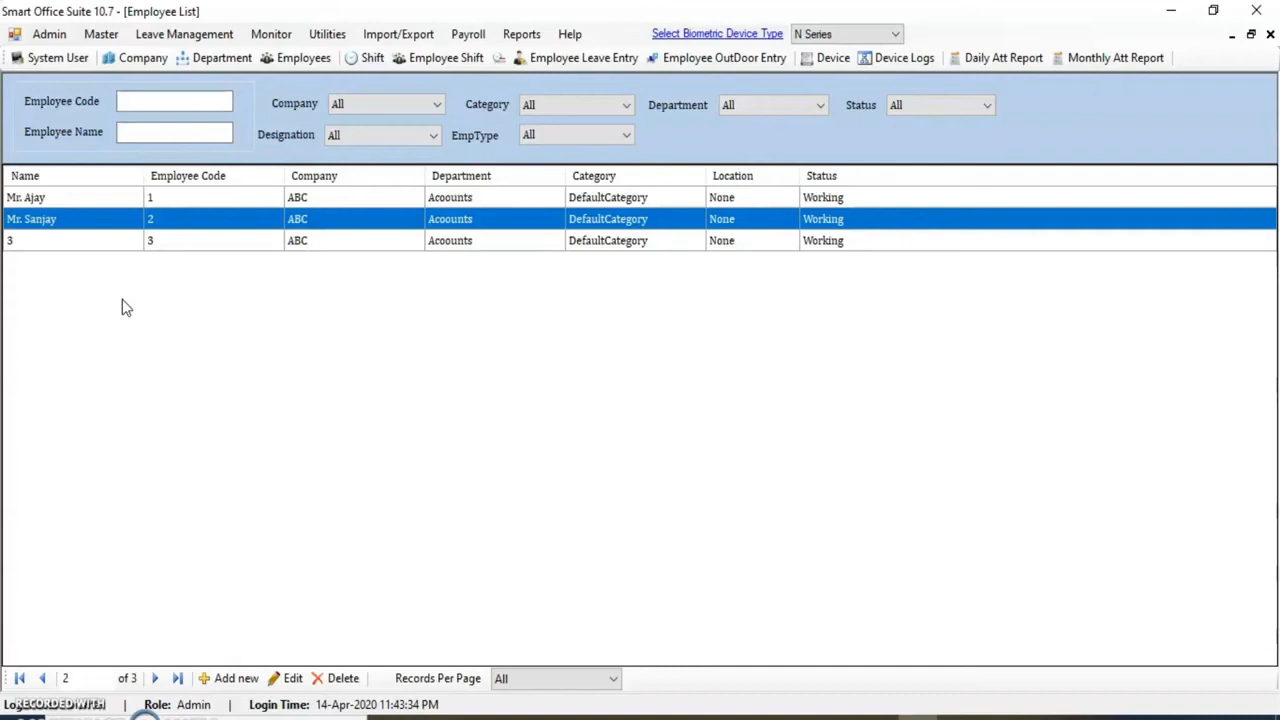 Smart Office Suite 10.7 - [Employee List]
Admin Master Leave Management Monitor Utilities Import/Export Payroll Reports Help Select Biometric Device Type N Series
System User Company Department Employees Shift Employee Shift Employee Leave Entry Employee OutDoor Entry Device Device Logs Daily Att Report Monthly Att Report
Employee Code Company All Category All Department All Status All
Employee Name Designation All EmpType All
Name Employee Code Company Department Category Location Status
Mr. Ajay 1 ABC Acoounts DefaultCategory None Working
Mr. Sanjay 2 ABC Acoounts DefaultCategory None Working
3 3 ABC Acoounts DefaultCategory None Working
2 of 3 Add new Edit Delete Records Per Page All
RECORDED WITH | Role: Admin | Login Time: 14-Apr-2020 11:43:34 PM